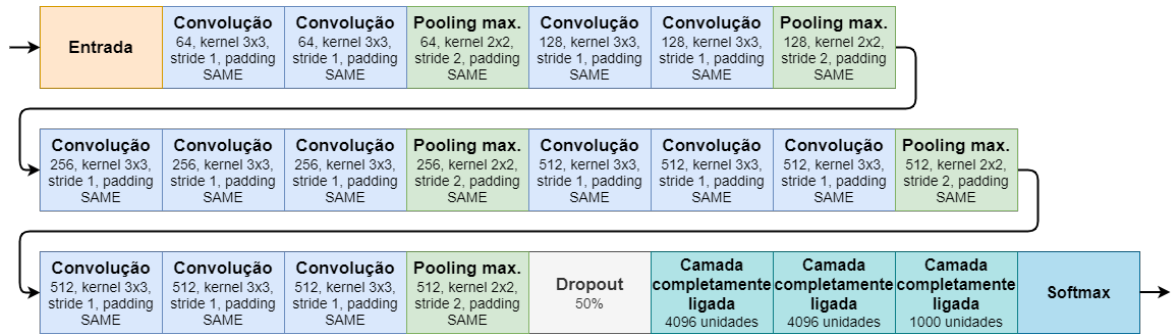 Entrada
Convolução
64, kernel 3x3,
stride 1, padding
SAME
Convolução
64, kernel 3x3,
stride 1, padding
SAME
Pooling max.
64, kernel 2x2,
stride 2, padding
SAME
Convolução
128, kernel 3x3,
stride 1, padding
SAME
Convolução
128, kernel 3x3,
stride 1, padding
SAME
Pooling max.
128, kernel 2x2,
stride 2, padding
SAME
Convolução
256, kernel 3x3,
stride 1, padding
SAME
Convolução
256, kernel 3x3,
stride 1, padding
SAME
Convolução
256, kernel 3x3,
stride 1, padding
SAME
Pooling max.
256, kernel 2x2,
stride 2, padding
SAME
Convolução
512, kernel 3x3,
stride 1, padding
SAME
Convolução
512, kernel 3x3,
stride 1, padding
SAME
Convolução
512, kernel 3x3,
stride 1, padding
SAME
Pooling max.
512, kernel 2x2,
stride 2, padding
SAME
Convolução
512, kernel 3x3,
stride 1, padding
SAME
Convolução
512, kernel 3x3,
stride 1, padding
SAME
Convolução
512, kernel 3x3,
stride 1, padding
SAME
Pooling max.
512, kernel 2x2,
stride 2, padding
SAME
Dropout
50%
Camada
completamente
ligada
4096 unidades
Camada
completamente
ligada
4096 unidades
Camada
completamente
ligada
1000 unidades
Softmax